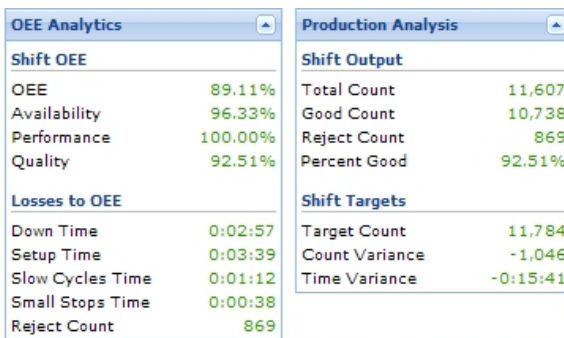 OEE Analytics
Shift OEE
OEE 89.11%
Availability 96.33%
Performance 100.00%
Quality 92.51%
Losses to OEE
Down Time 0:02:57
Setup Time 0:03:39
Slow Cycles Time 0:01:12
Small Stops Time 0:00:38
Reject Count 869
Production Analysis
Shift Output
Total Count 11,607
Good Count 10,738
Reject Count 869
Percent Good 92.51%
Shift Targets
Target Count 11,784
Count Variance -1,046
Time Variance -0:15:41